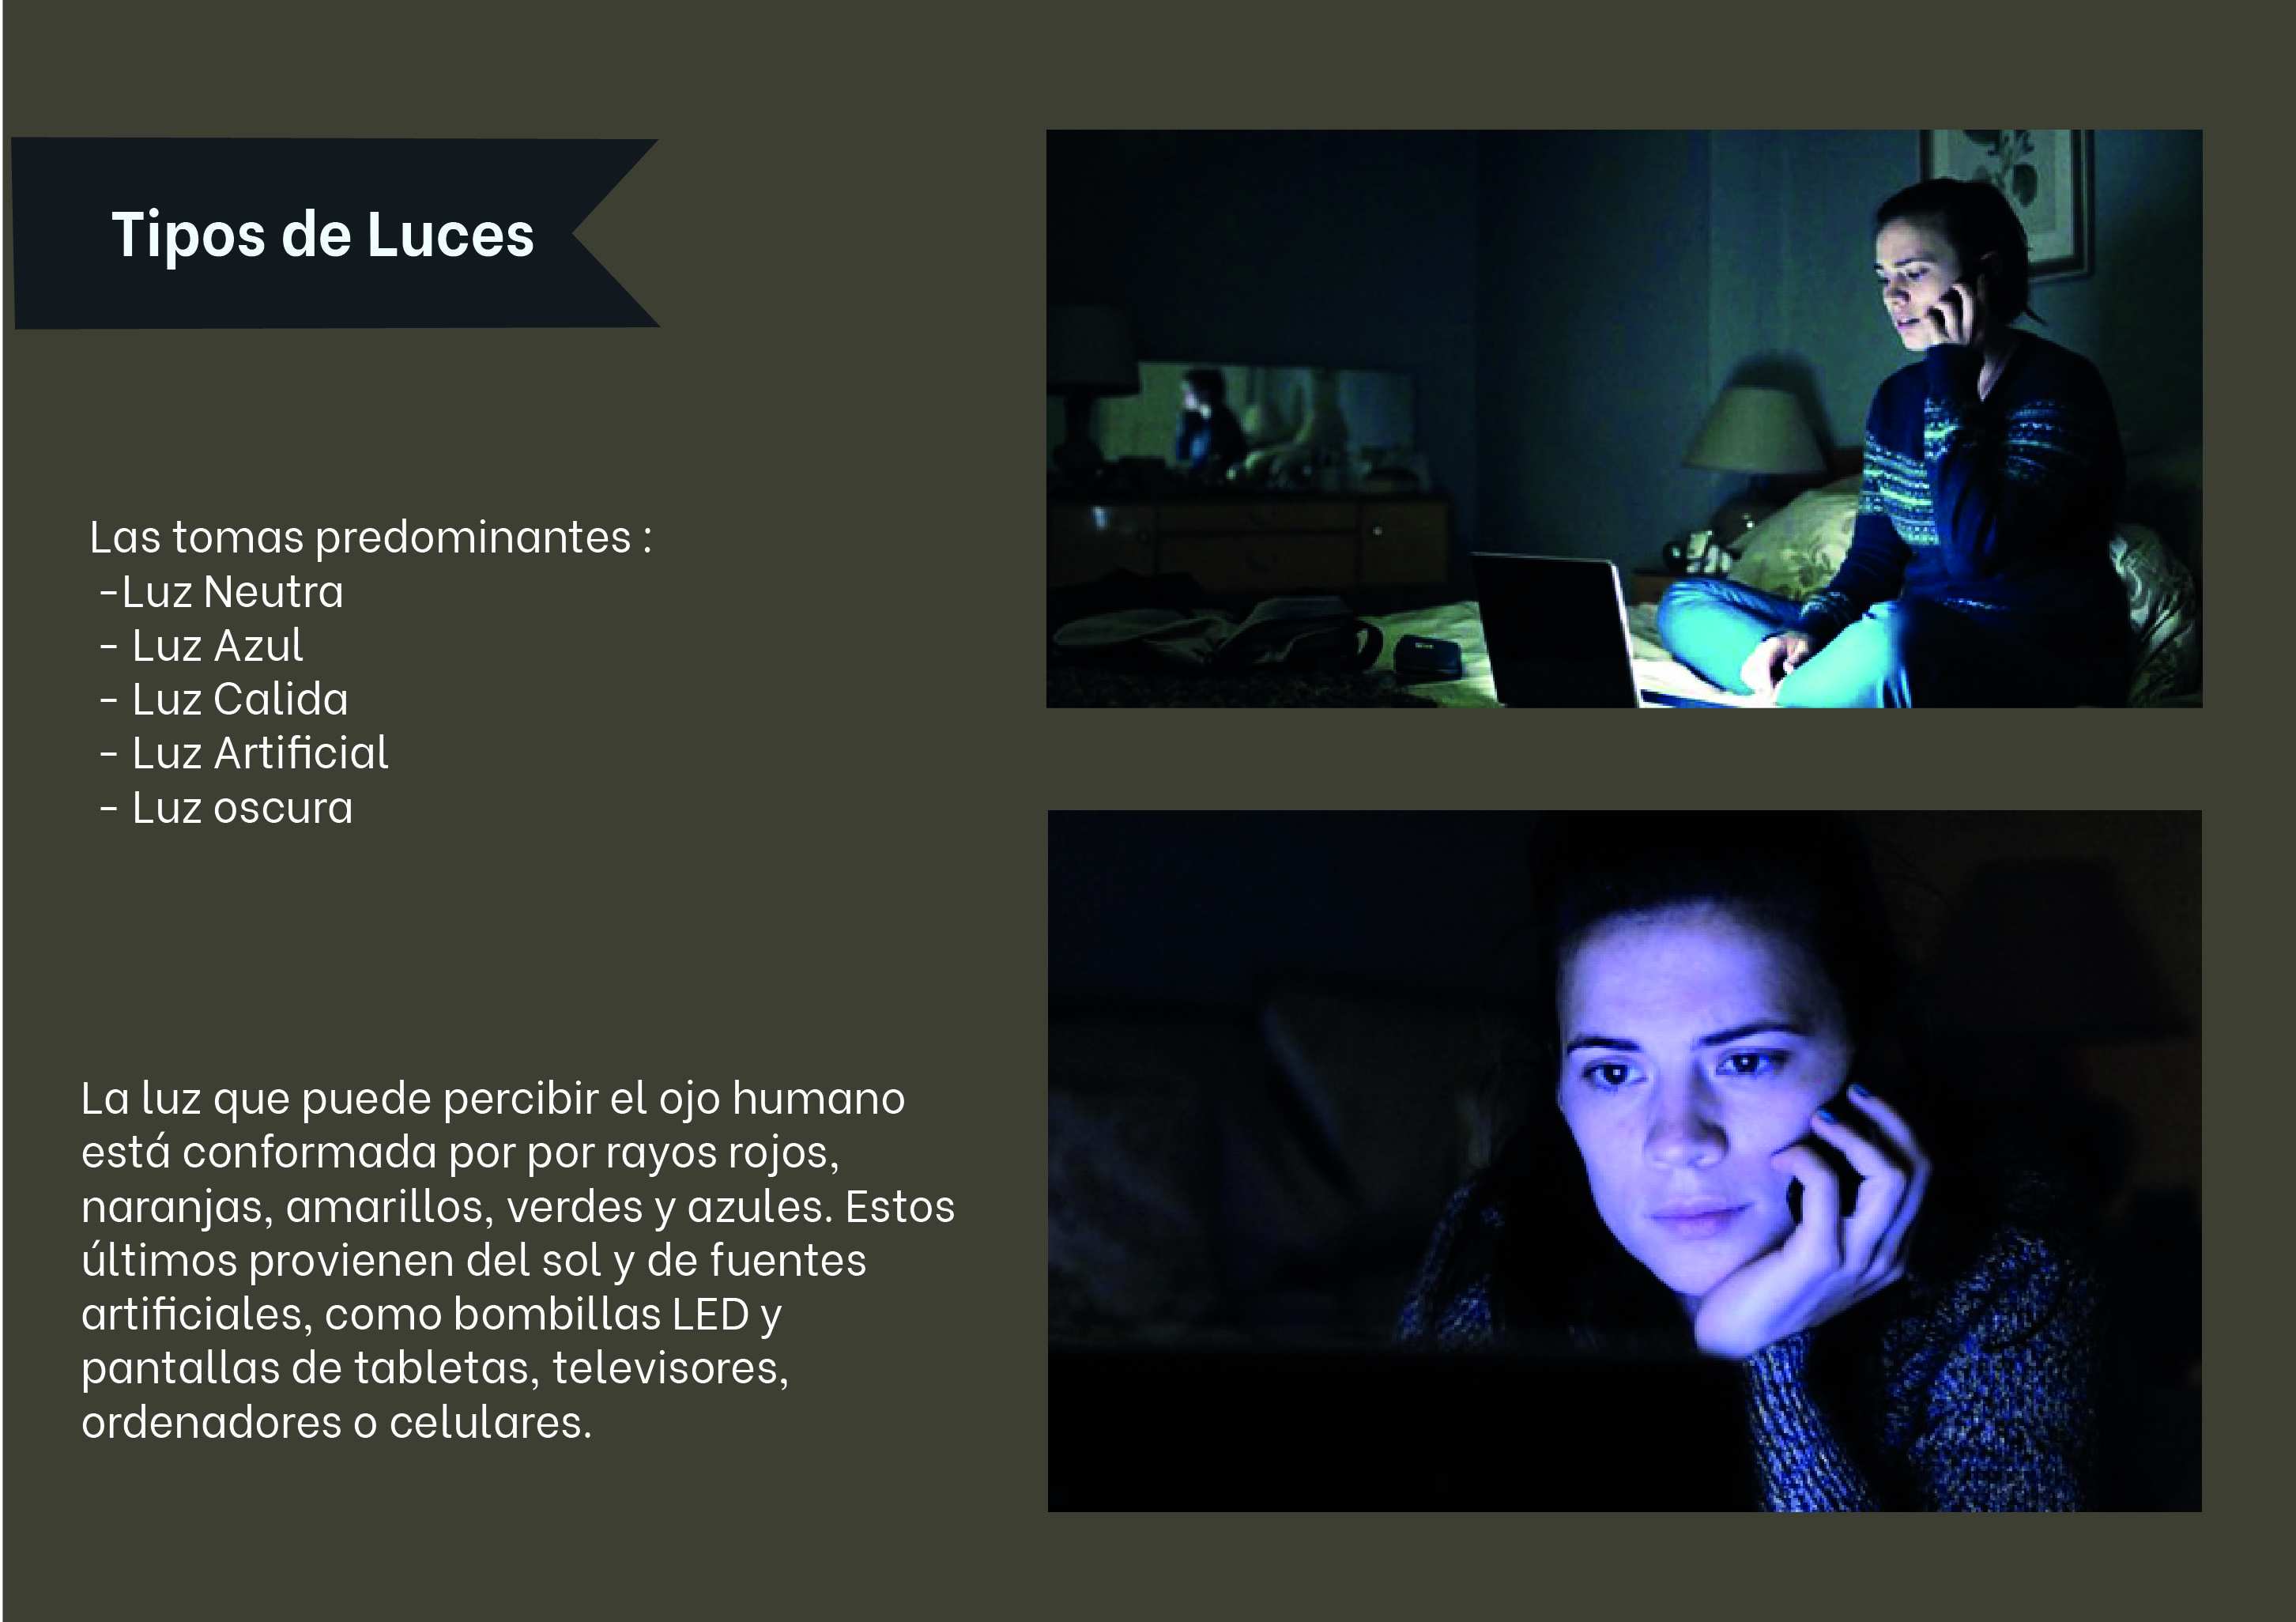 Tipos de Luces
Las tomas predominantes :
-Luz Neutra
- Luz Azul
- Luz Calida
- Luz Artificial
- Luz oscura
La luz que puede percibir el ojo humano
está conformada por por rayos rojos,
naranjas, amarillos, verdes y azules. Estos
últimos provienen del sol y de fuentes
artificiales, como bombillas LED y
pantallas de tabletas, televisores,
ordenadores o celulares.